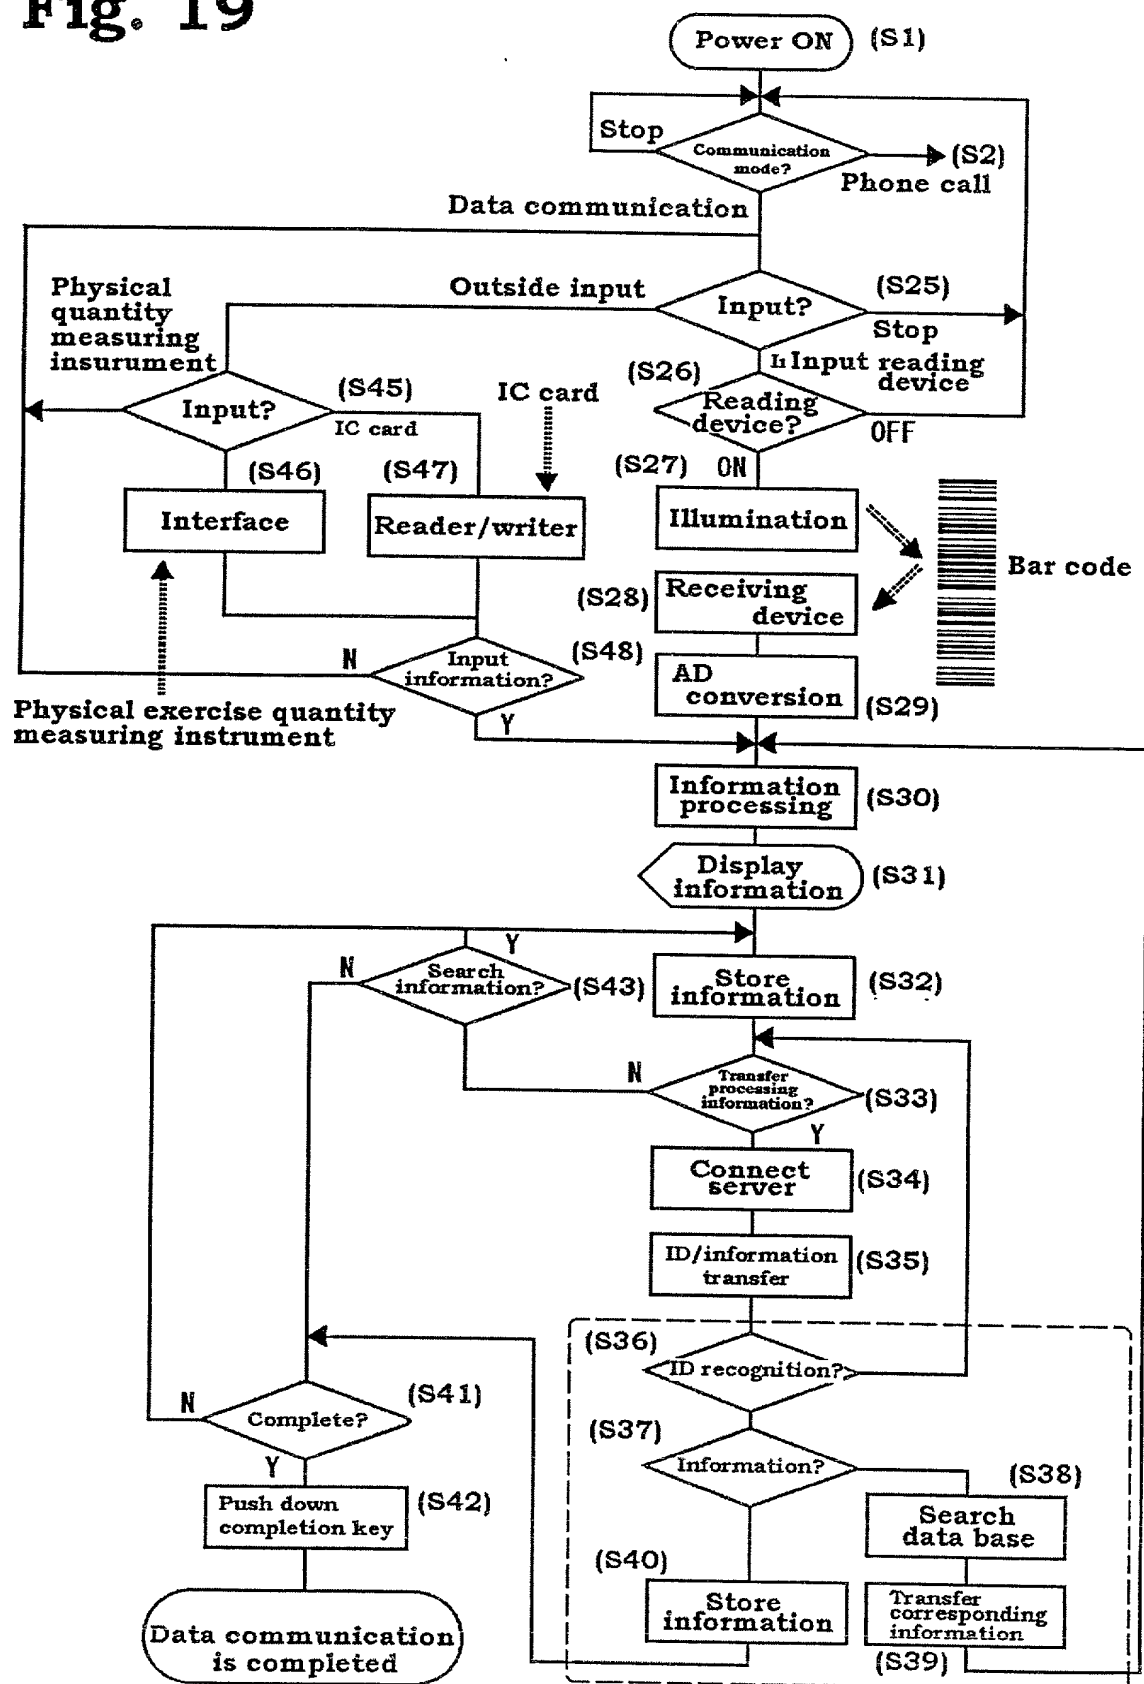 Fig. 19
Power ON
(S1)
Stop
Communication
mode?
(S2)
Phone call
Data communication
Physical
quantity
measuring
insurument
Outside input
Input?
(S25)
Stop
Input reading
device
(S26)
Reading
device?
OFF
ON
Input?
(S45)
IC card
IC card
(S46)
(S47)
(S27)
Interface
Reader/writer
Illumination
Bar code
(S28)
Receiving
device
N
Input
information?
(S48)
Y
AD
conversion
(S29)
Physical exercise quantity
measuring instrument
Information
processing
(S30)
Display
information
(S31)
Y
N
Search
information?
(S43)
Store
information
(S32)
N
Transfer
processing
information?
(S33)
Y
Connect
server
(S34)
ID/information
transfer
(S35)
(S36)
ID recognition?
N
Complete?
(S41)
Y
(S37)
Information?
(S38)
Push down
completion key
(S42)
Search
data base
(S40)
Store
information
Transfer
corresponding
information
(S39)
Data communication
is completed